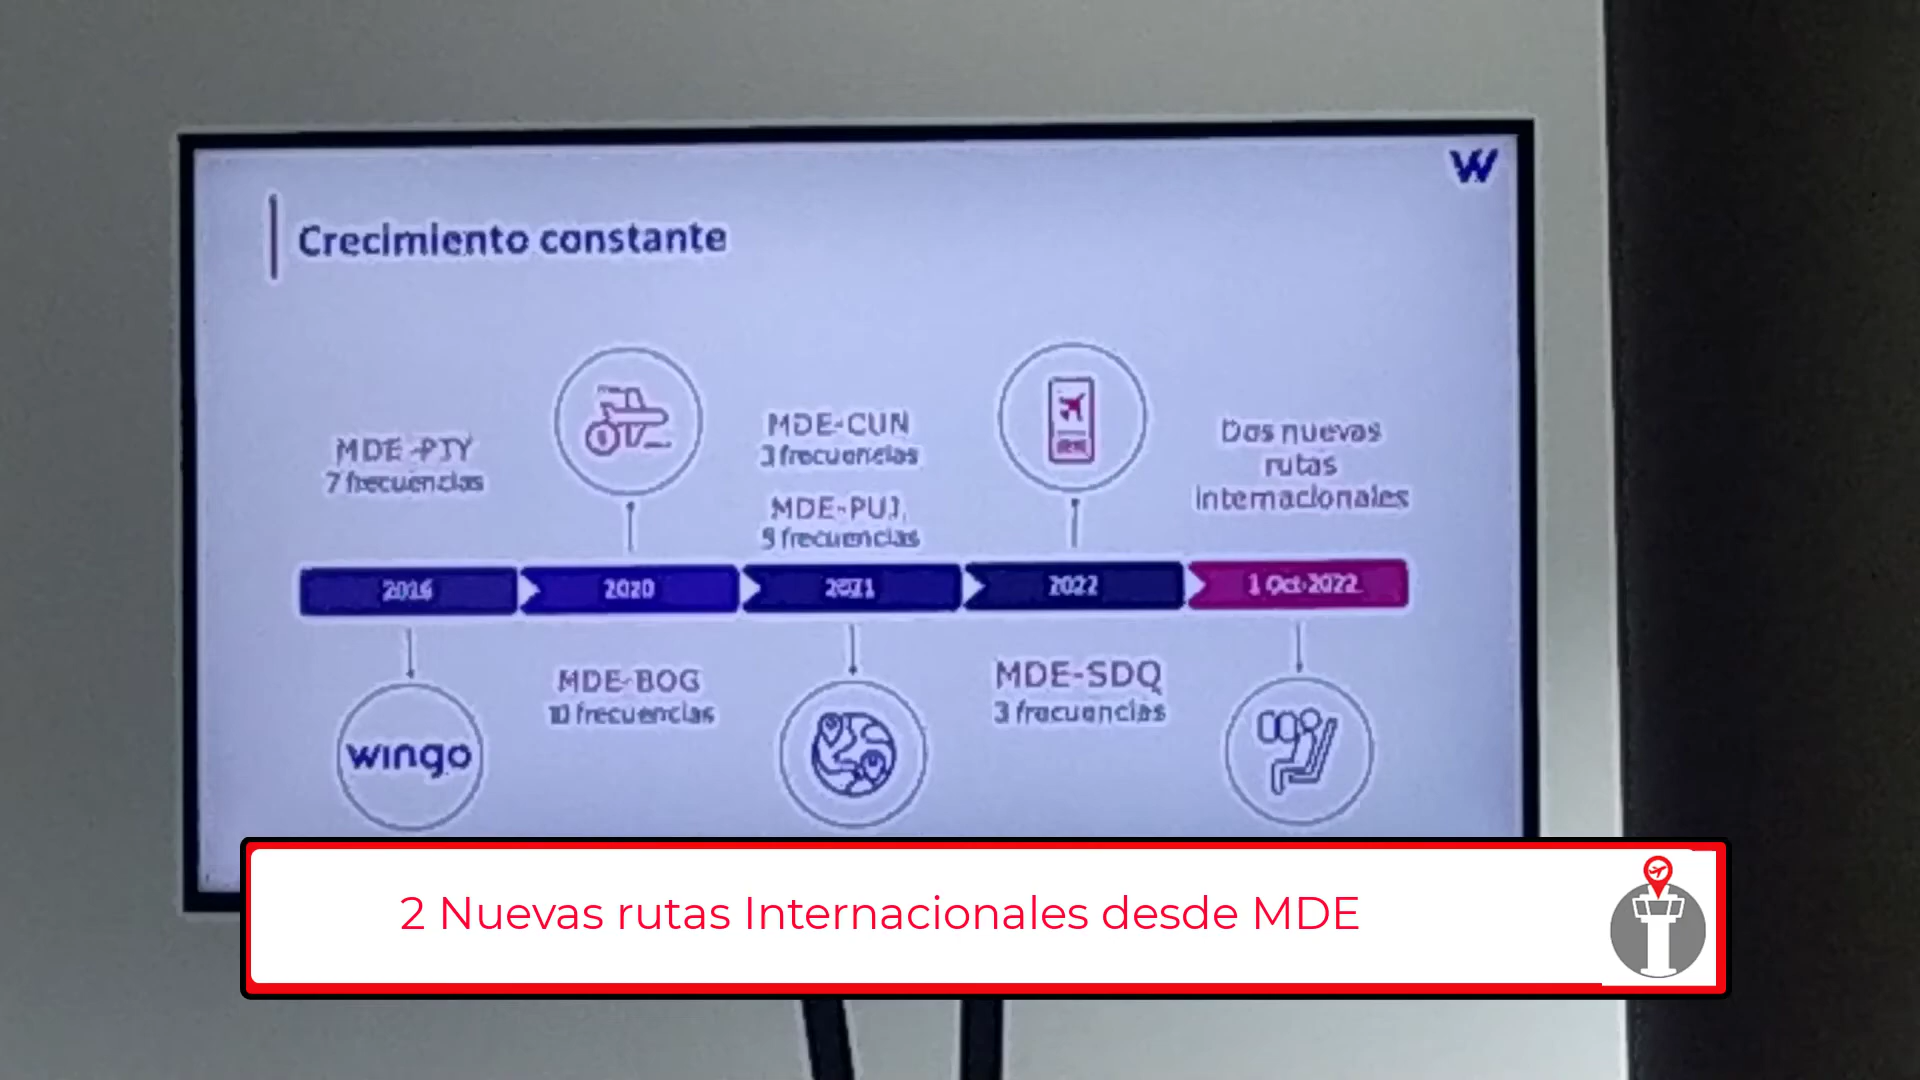 W
Crecimiento constante
MDE-PTY
7 frecuencias
MDE-CUN
3 frecuencias
MDE-PUJ
frecuencias
Dos nuevas
rutas
internacionales
2016
2020
2021
2022
1 Oct 2022
wingo
MDE-BOG
10 frecuencias
MDE-SDQ
3 frecuencias
2 Nuevas rutas Internacionales desde MDE